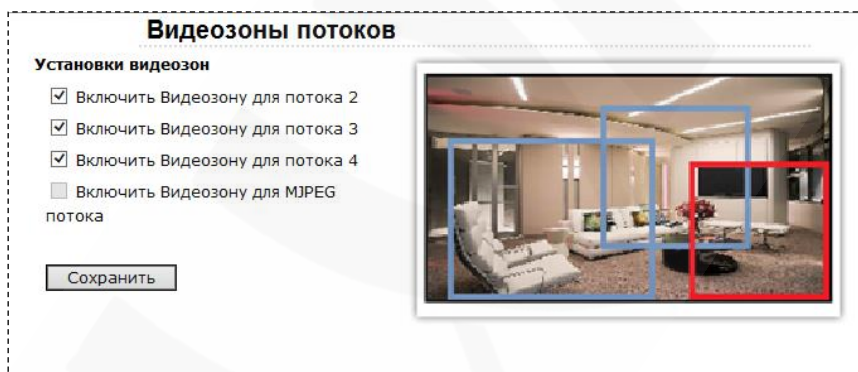 Видеозоны потоков
Установки видеозон
Включить Видеозону для потока 2
Включить Видеозону для потока 3
Включить Видеозону для потока 4
Включить Видеозону для MJPEG
потока
Сохранить